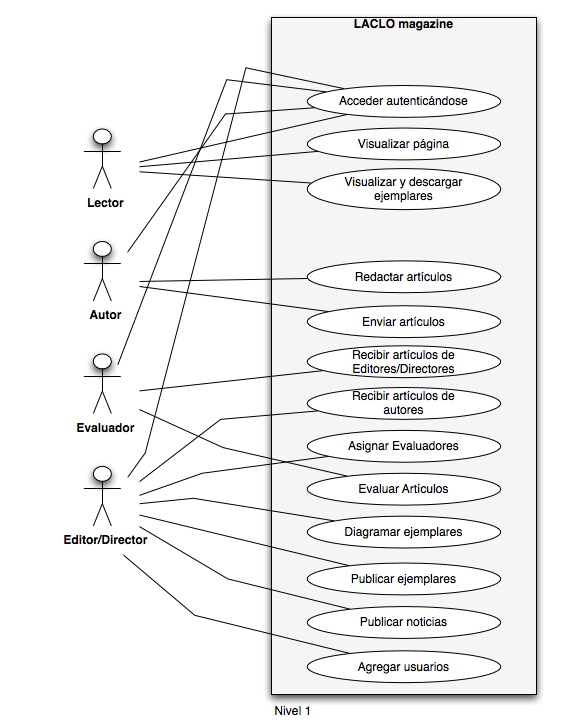 LACLO magazine
Acceder autenticándose
Visualizar página
Visualizar y descargar
ejemplares
Lector
Redactar artículos
Autor
Enviar artículos
Recibir artículos de
Editores/Directores
Recibir artículos de
autores
Evaluador
Asignar Evaluadores
Evaluar Artículos
Diagramar ejemplares
Editor/Director
Publicar ejemplares
Publicar noticias
Agregar usuarios
Nivel 1